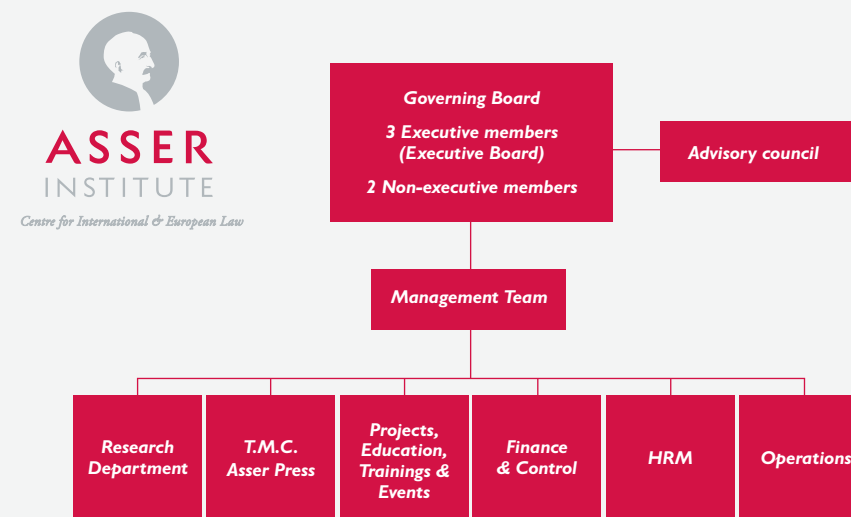 ASSER
INSTITUTE
Centre for International & European Law
Governing Board
3 Executive members
(Executive Board)
2 Non-executive members
Advisory council
Management Team
Research
Department
T.M.C.
Asser Press
Projects,
Education,
Trainings &
Events
Finance
& Control
HRM
Operations